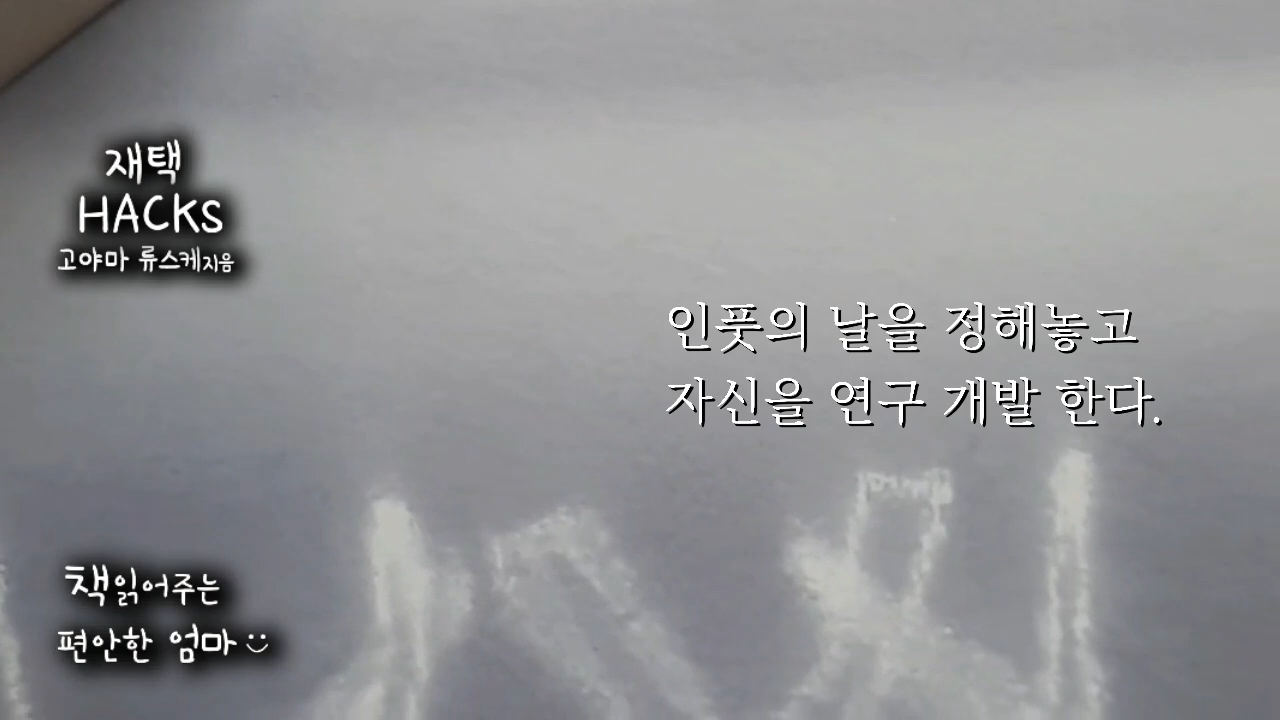 재택
HACKS
고야마 류스케지음
인풋의 날을 정해놓고
자신을 연구 개발 한다.
책읽어주는
편안한 엄마